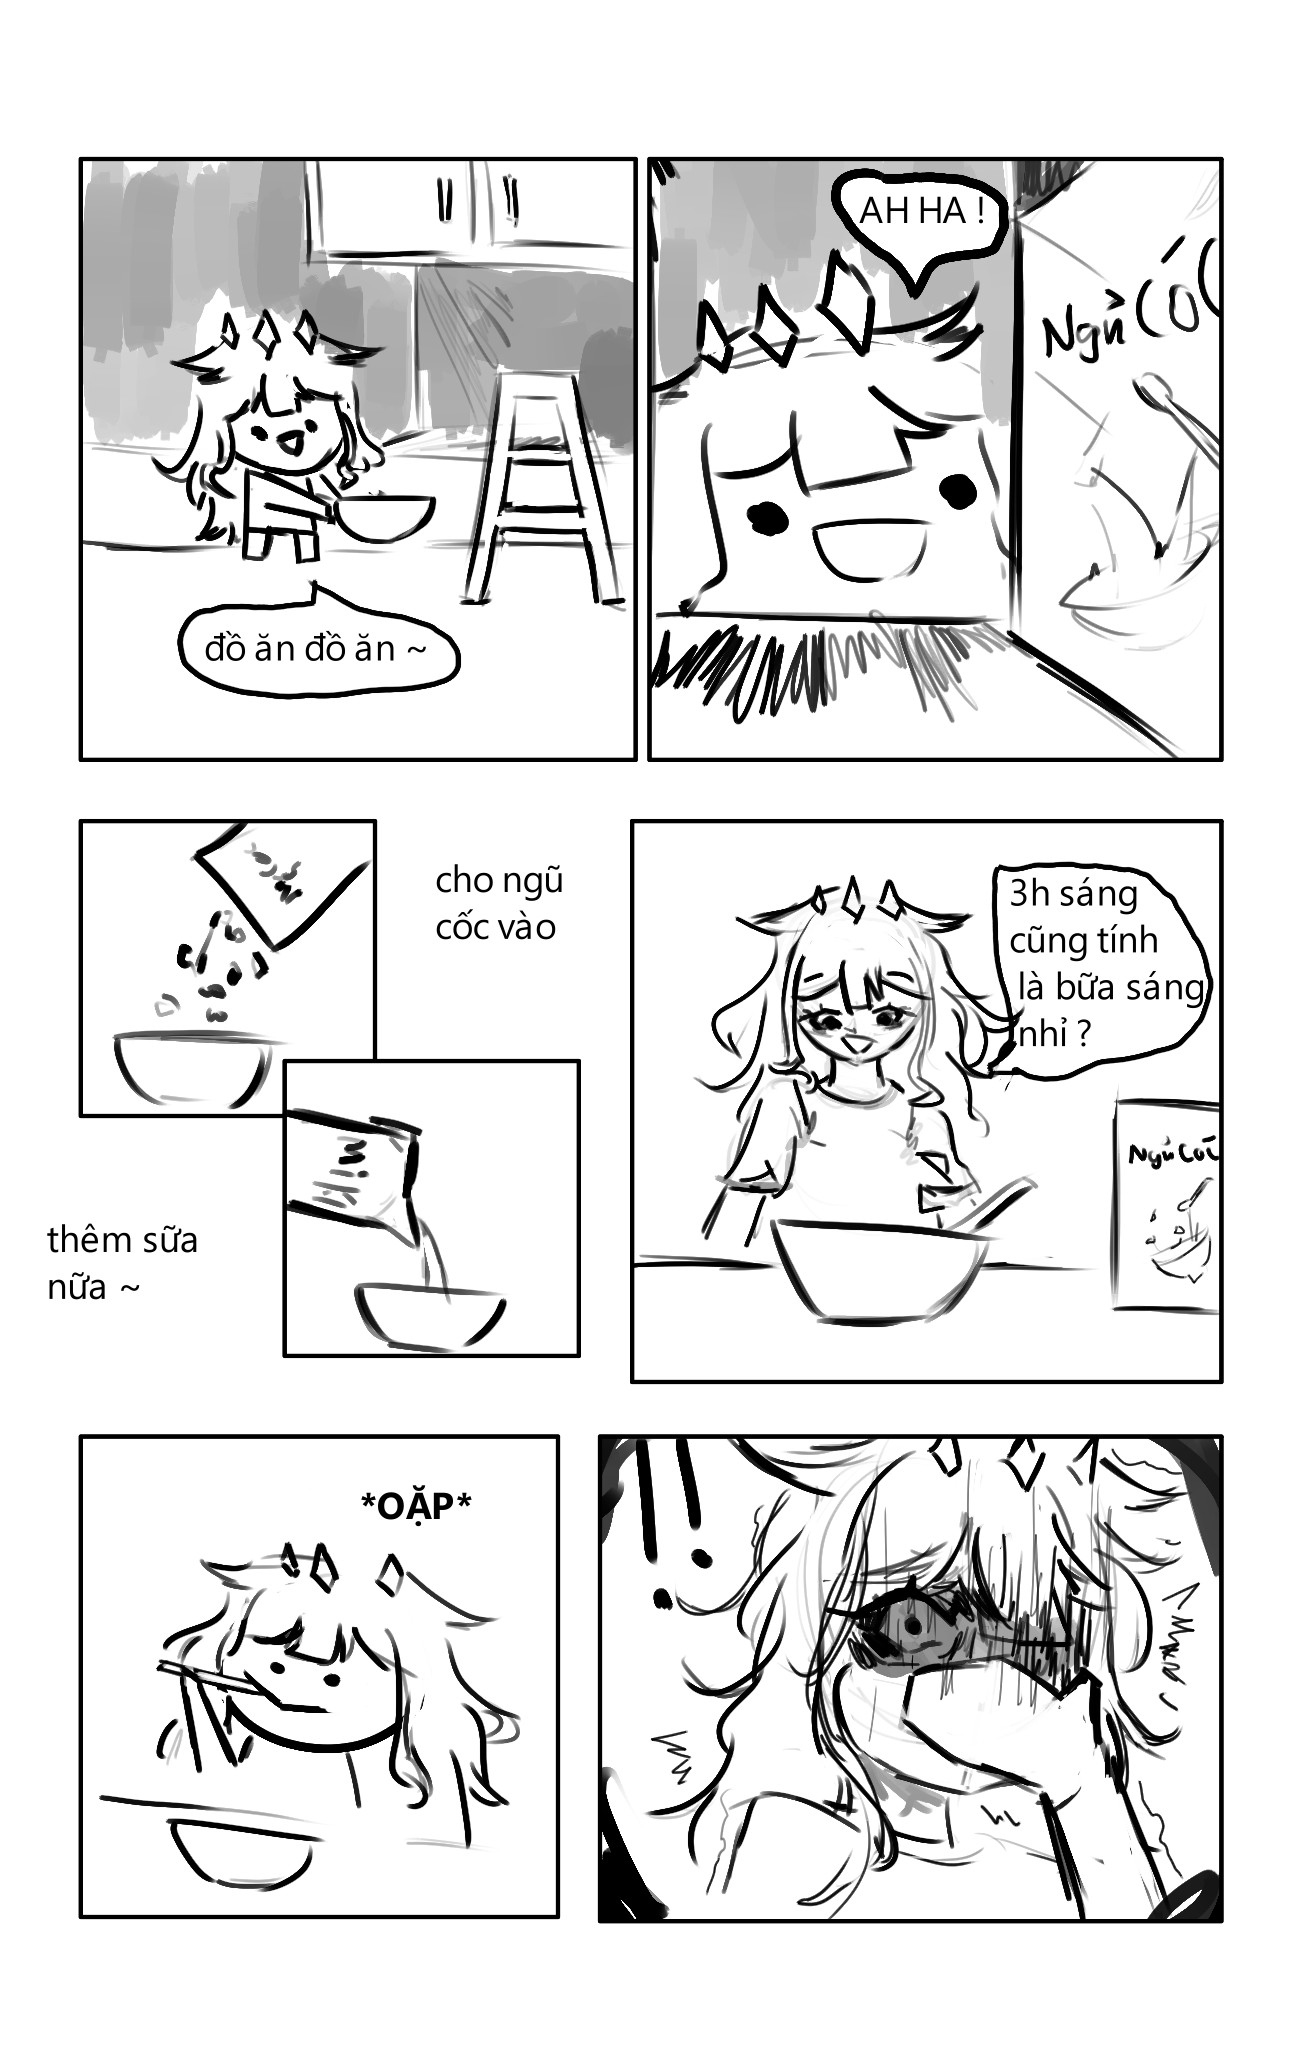 đồ ăn đồ ăn ~
AH HA !
Ngũ Cố
cho ngũ
cốc vào
thêm sữa
nữa ~
3h sáng
cũng tính
là bữa sáng
nhỉ ?
Ngũ Cốc
*OẶP*
!!